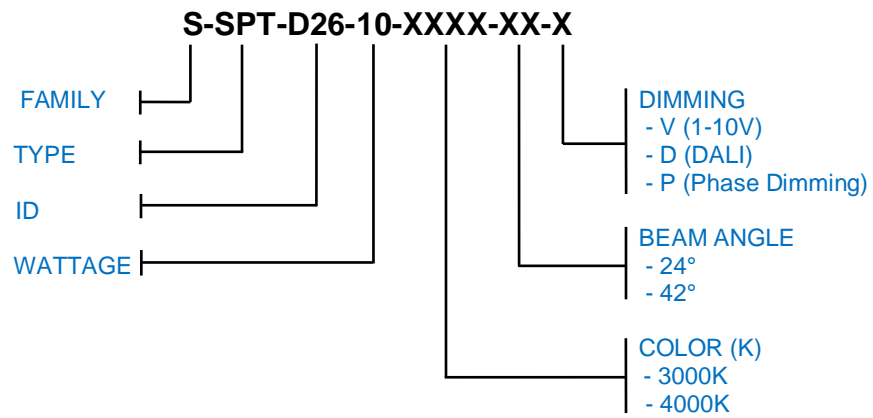 S-SPT-D26-10-XXXX-XX-X
FAMILY
TYPE
ID
WATTAGE
DIMMING
- V (1-10V)
- D (DALI)
- P (Phase Dimming)
BEAM ANGLE
- 24°
- 42°
COLOR (K)
- 3000K
- 4000K